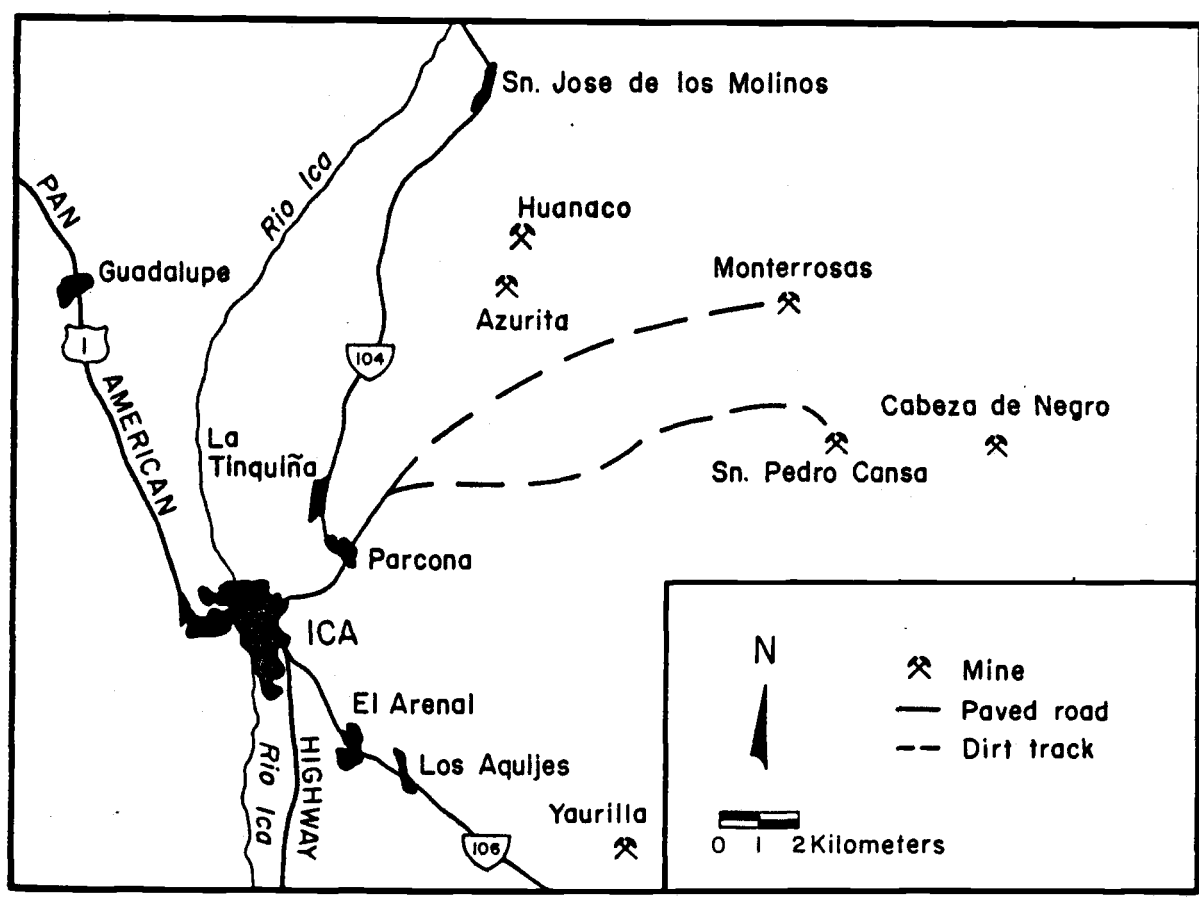 Sn. Jose de los Molinos
Rio Ica
PAN
Huanaco
Guadalupe
Monterrosas
Azurita
1
104
AMERICAN
Cabeza de Negro
La
Tinquiña
Sn. Pedro Cansa
Parcona
ICA
N
Mine
El Arenal
Paved road
HIGHWAY
Rio Ica
Dirt track
Los Aquijes
Yaurilla
106
0 1 2 Kilometers